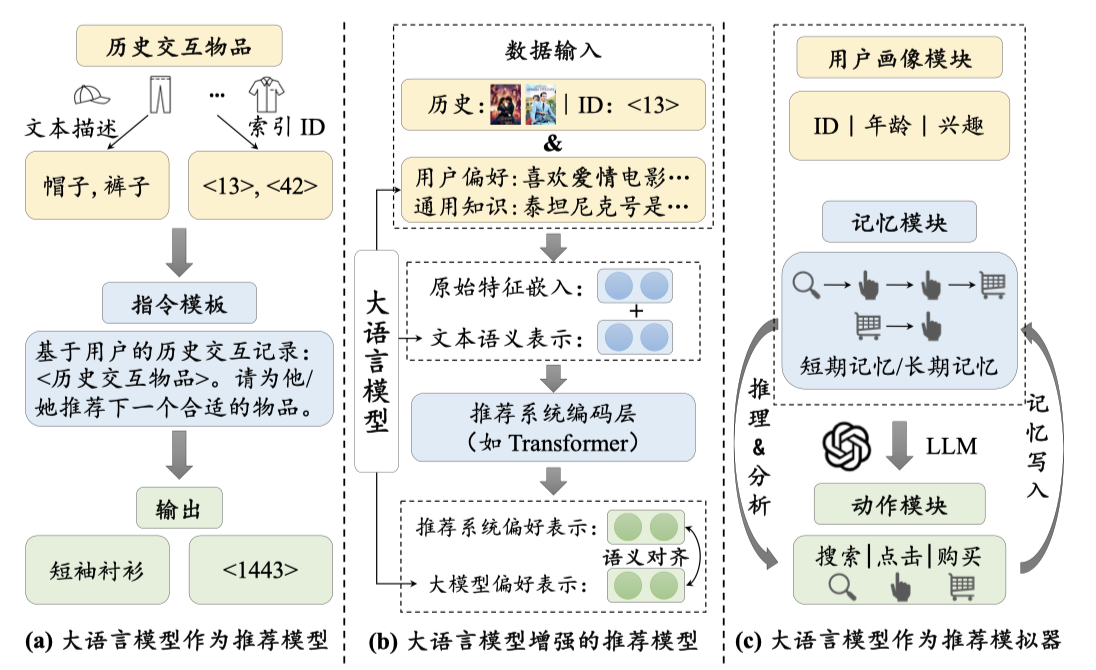 历史交互物品
...
文本描述
索引 ID
帽子, 裤子
<13>, <42>
指令模板
基于用户的历史交互记录:
<历史交互物品>。请为他/
她推荐下一个合适的物品。
输出
短袖衬衫
<1443>
(a) 大语言模型作为推荐模型
数据输入
历史: | ID: <13>
&
用户偏好: 喜欢爱情电影…
通用知识: 泰坦尼克号是…
大语言模型
原始特征嵌入:
+
文本语义表示:
推荐系统编码层
(如 Transformer)
推荐系统偏好表示:
语义对齐
大模型偏好表示:
(b) 大语言模型增强的推荐模型
用户画像模块
ID | 年龄 | 兴趣
记忆模块
短期记忆/长期记忆
推理&分析
LLM
记忆写入
动作模块
搜索|点击|购买
(c) 大语言模型作为推荐模拟器